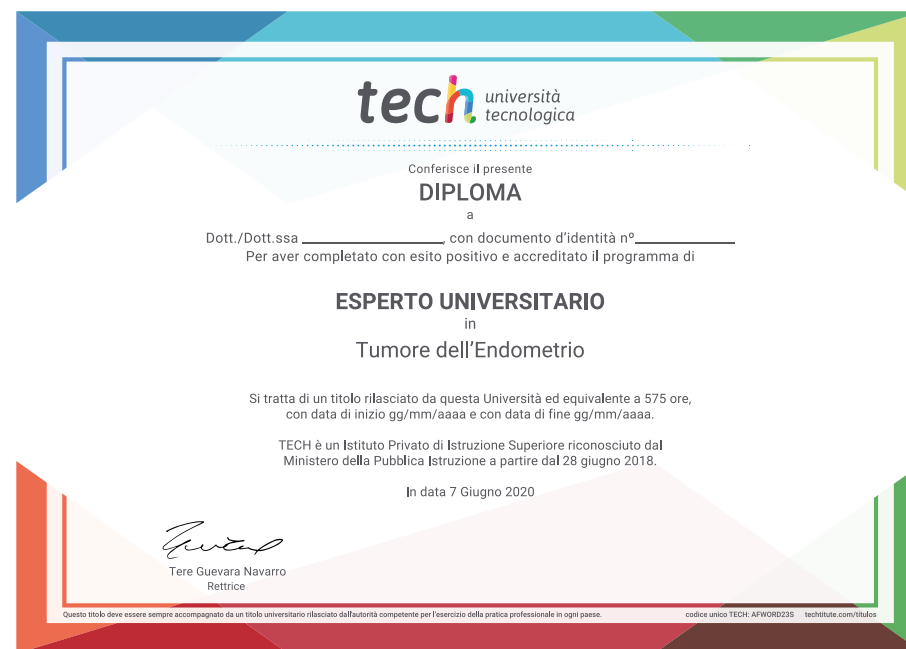 tech università
tecnologica
Conferisce il presente
DIPLOMA
a
Dott./Dott.ssa ____________________, con documento d'identità nº______________
Per aver completato con esito positivo e accreditato il programma di
ESPERTO UNIVERSITARIO
in
Tumore dell'Endometrio
Si tratta di un titolo rilasciato da questa Università ed equivalente a 575 ore,
con data di inizio gg/mm/aaaa e con data di fine gg/mm/aaaa.
TECH è un Istituto Privato di Istruzione Superiore riconosciuto dal
Ministero della Pubblica Istruzione a partire dal 28 giugno 2018.
In data 7 Giugno 2020
Tere Guevara Navarro
Rettrice
Questo titolo deve essere sempre accompagnato da un titolo universitario rilasciato dall'autorità competente per l'esercizio della pratica professionale in ogni paese. codice unico TECH: AFWORD23S techtitute.com/titulos